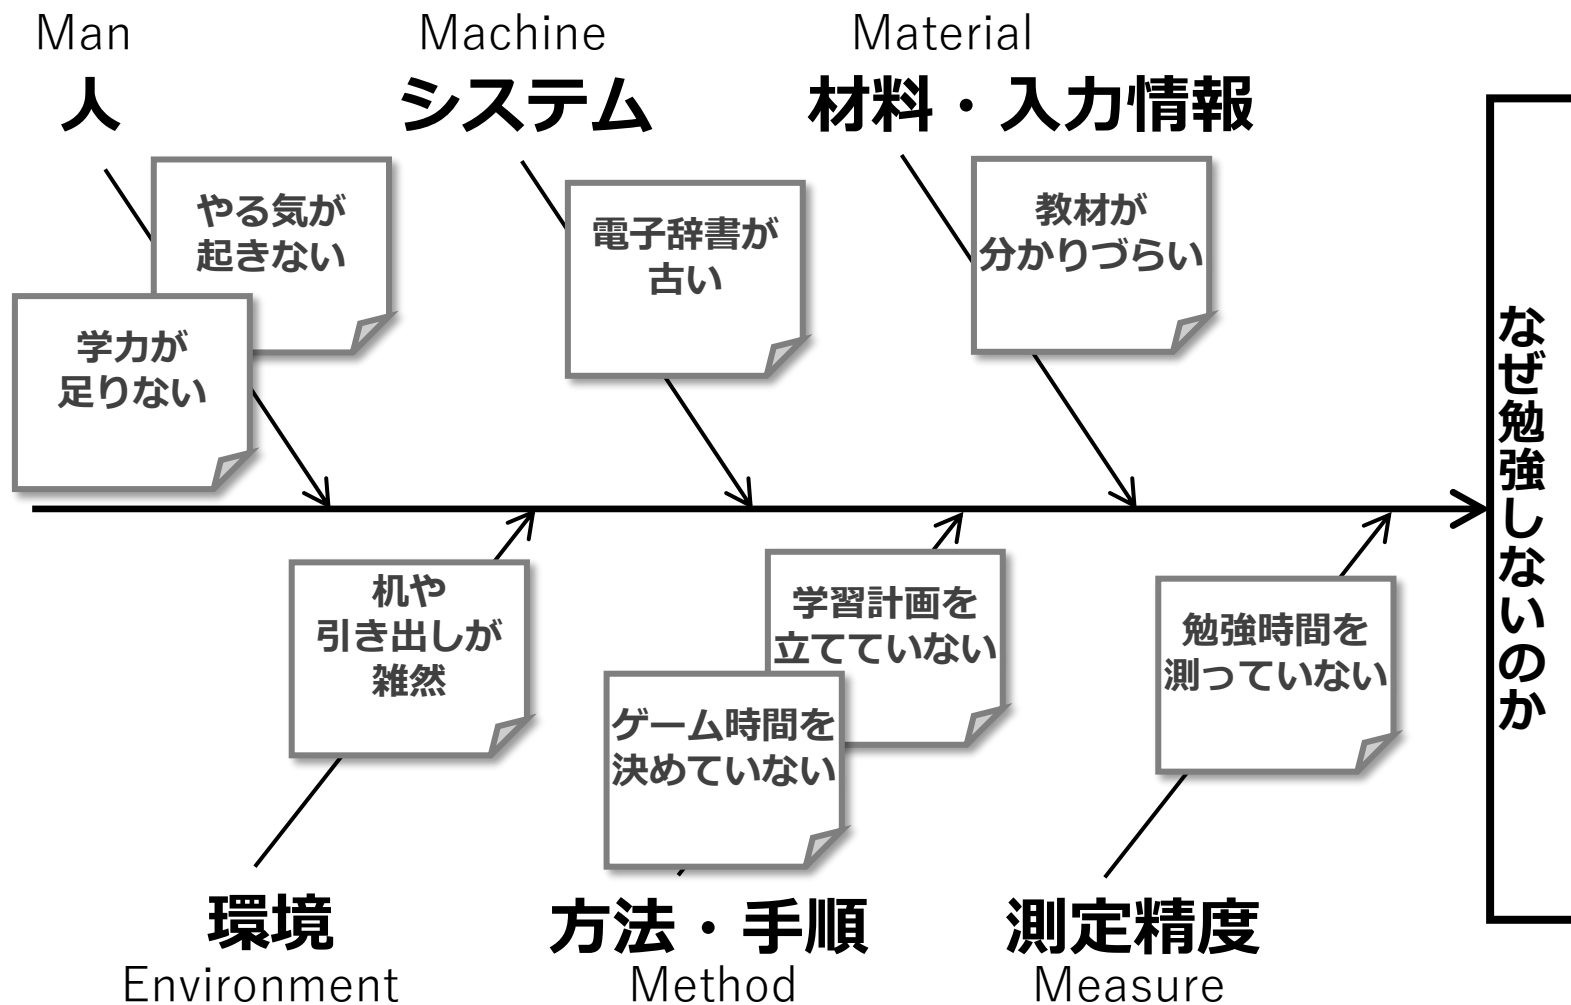 Man
人
Machine
システム
Material
材料・入力情報
やる気が
起きない
学力が
足りない
電子辞書が
古い
教材が
分かりづらい
なぜ勉強しないのか
机や
引き出しが
雑然
学習計画を
立てていない
ゲーム時間を
決めていない
勉強時間を
測っていない
環境
Environment
方法・手順
Method
測定精度
Measure